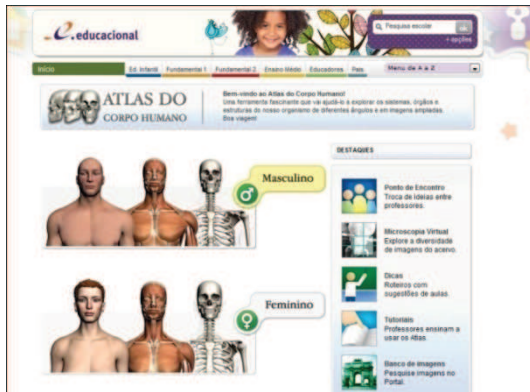 .e.educacional
Pesquisa escolar
+ opções
Início
Ed. Infantil
Fundamental 1
Fundamental 2
Ensino Médio
Educadores
Pais
Menu de A a Z
ATLAS DO
CORPO HUMANO
Bem-vindo ao Atlas do Corpo Humano!
Uma ferramenta fascinante que vai ajudá-lo a explorar os sistemas, órgãos e
estruturas do nosso organismo de diferentes ângulos e em imagens ampliadas.
Boa viagem!
Masculino
Feminino
DESTAQUES
Ponto de Encontro
Troca de ideias entre
professores.
Microscopia Virtual
Explore a diversidade
de imagens do acervo.
Dicas
Roteiros com
sugestões de aulas.
Tutoriais
Professores ensinam a
usar os Atlas.
Banco de imagens
Pesquise imagens no
Portal.